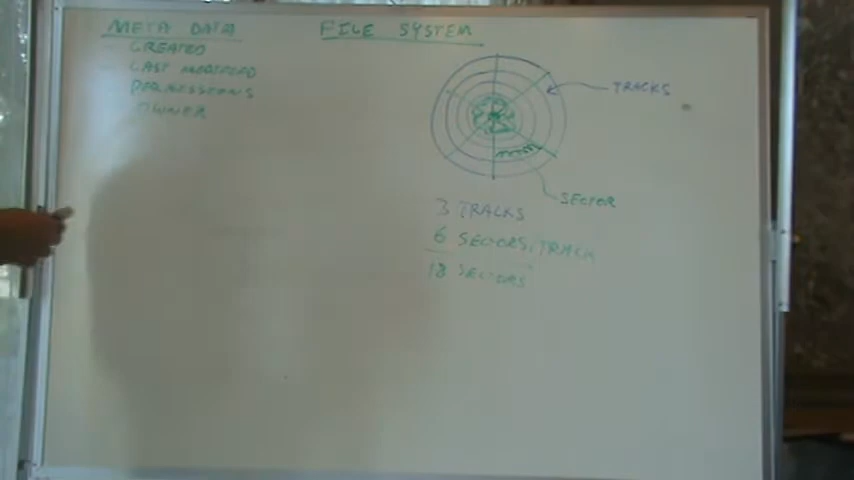 META DATA
CREATED
LAST MODIFIED
PERMISSIONS
OWNER
FILE SYSTEM
TRACKS
SECTOR
3 TRACKS
6 SECTORS/TRACK
18 SECTORS